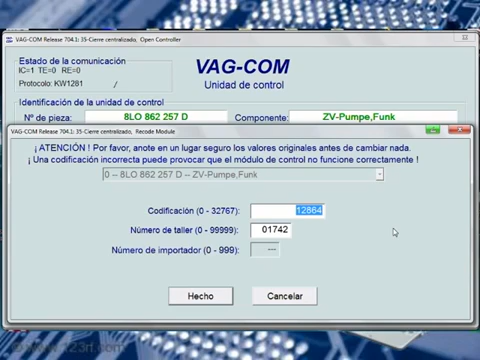 VAG-COM Release 704.1: 35-Cierre centralizado, Open Controller
Estado de la comunicación
IC=1 TE=0 RE=0
Protocolo: KW1281 /
VAG-COM
Unidad de control
Identificación de la unidad de control
Nº de pieza: 8LO 862 257 D Componente: ZV-Pumpe,Funk
VAG-COM Release 704.1: 35-Cierre centralizado, Recode Module
¡ ATENCIÓN ! Por favor, anote en un lugar seguro los valores originales antes de cambiar nada.
¡ Una codificación incorrecta puede provocar que el módulo de control no funcione correctamente !
0 -- 8LO 862 257 D -- ZV-Pumpe,Funk
Codificación (0 - 32767): 12864
Número de taller (0 - 99999): 01742
Número de importador (0 - 999): ---
Hecho Cancelar